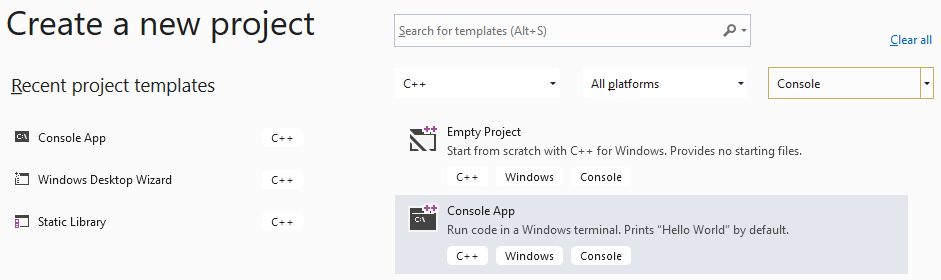 Create a new project
Search for templates (Alt+S)
Clear all
Recent project templates
C++
All platforms
Console
Console App
C++
Windows Desktop Wizard
C++
Static Library
C++
Empty Project
Start from scratch with C++ for Windows. Provides no starting files.
C++ Windows Console
C:\
Console App
Run code in a Windows terminal. Prints "Hello World" by default.
C++ Windows Console